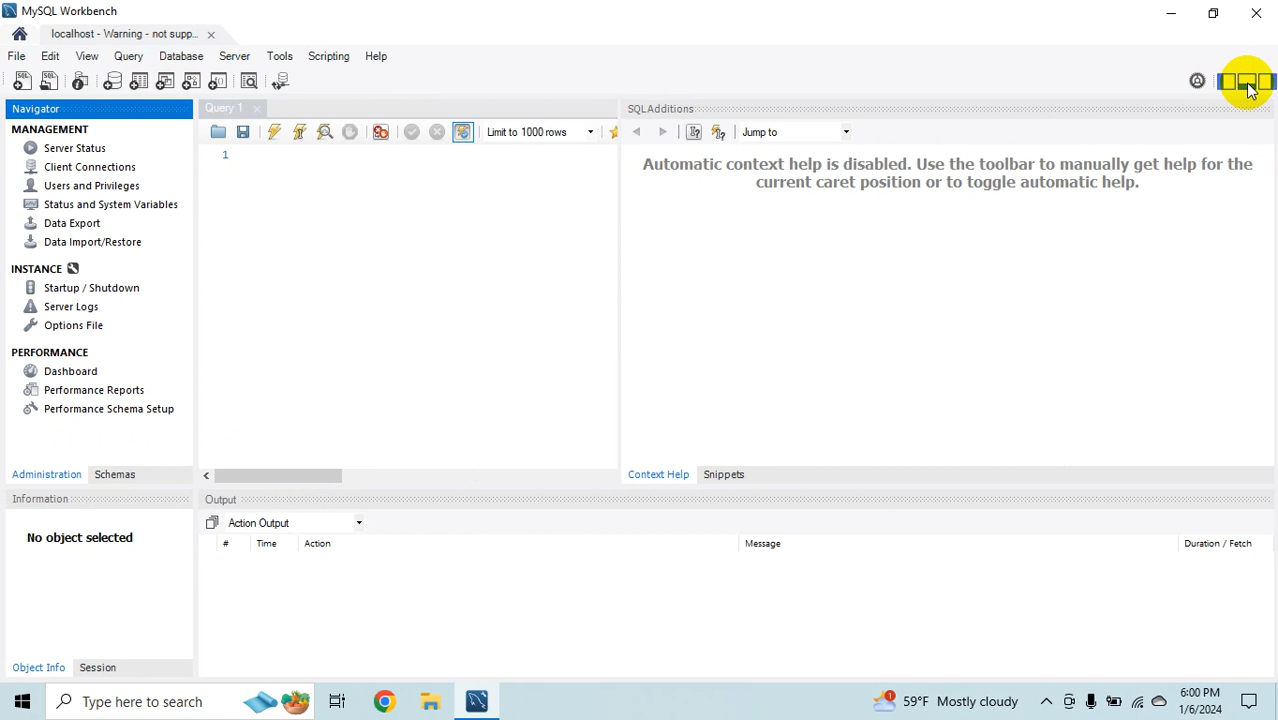 MySQL Workbench
localhost - Warning - not supp...
File Edit View Query Database Server Tools Scripting Help
Navigator
MANAGEMENT
Server Status
Client Connections
Users and Privileges
Status and System Variables
Data Export
Data Import/Restore
INSTANCE
Startup / Shutdown
Server Logs
Options File
PERFORMANCE
Dashboard
Performance Reports
Performance Schema Setup
Administration Schemas
Information
No object selected
Object Info Session
Query 1
Limit to 1000 rows
1
SQLAdditions
Jump to
Automatic context help is disabled. Use the toolbar to manually get help for the
current caret position or to toggle automatic help.
Context Help Snippets
Output
Action Output
# Time Action Message Duration / Fetch
Type here to search
1
59°F Mostly cloudy
6:00 PM
1/6/2024